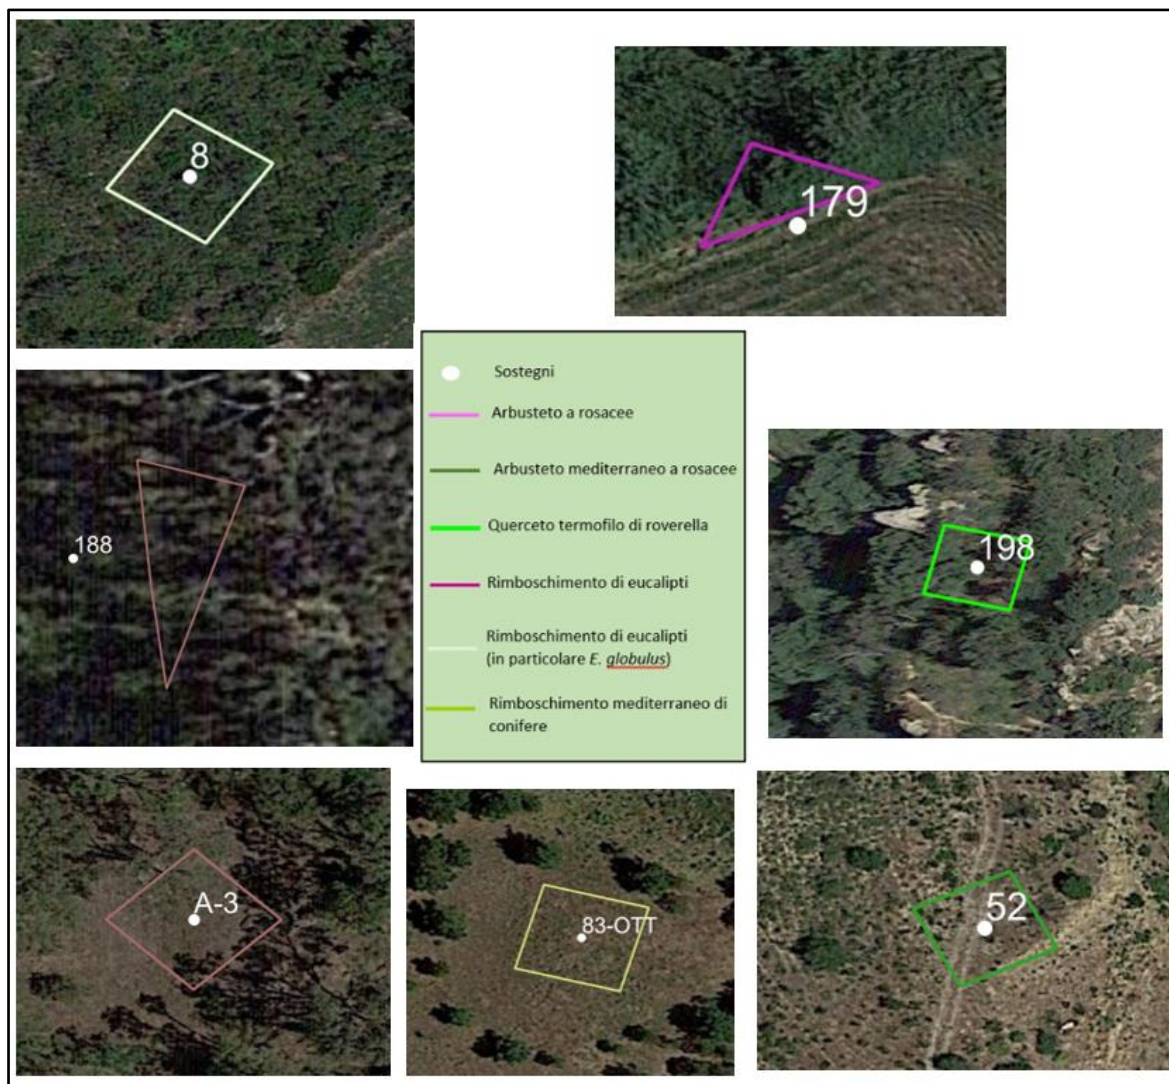 8
179
Sostegni
Arbusteto a rosacee
Arbusteto mediterraneo a rosacee
Querceto termofilo di roverella
Rimboschimento di eucalipti
Rimboschimento di eucalipti
(in particolare E. globulus)
Rimboschimento mediterraneo di
conifere
188
198
A-3
83-OTT
52